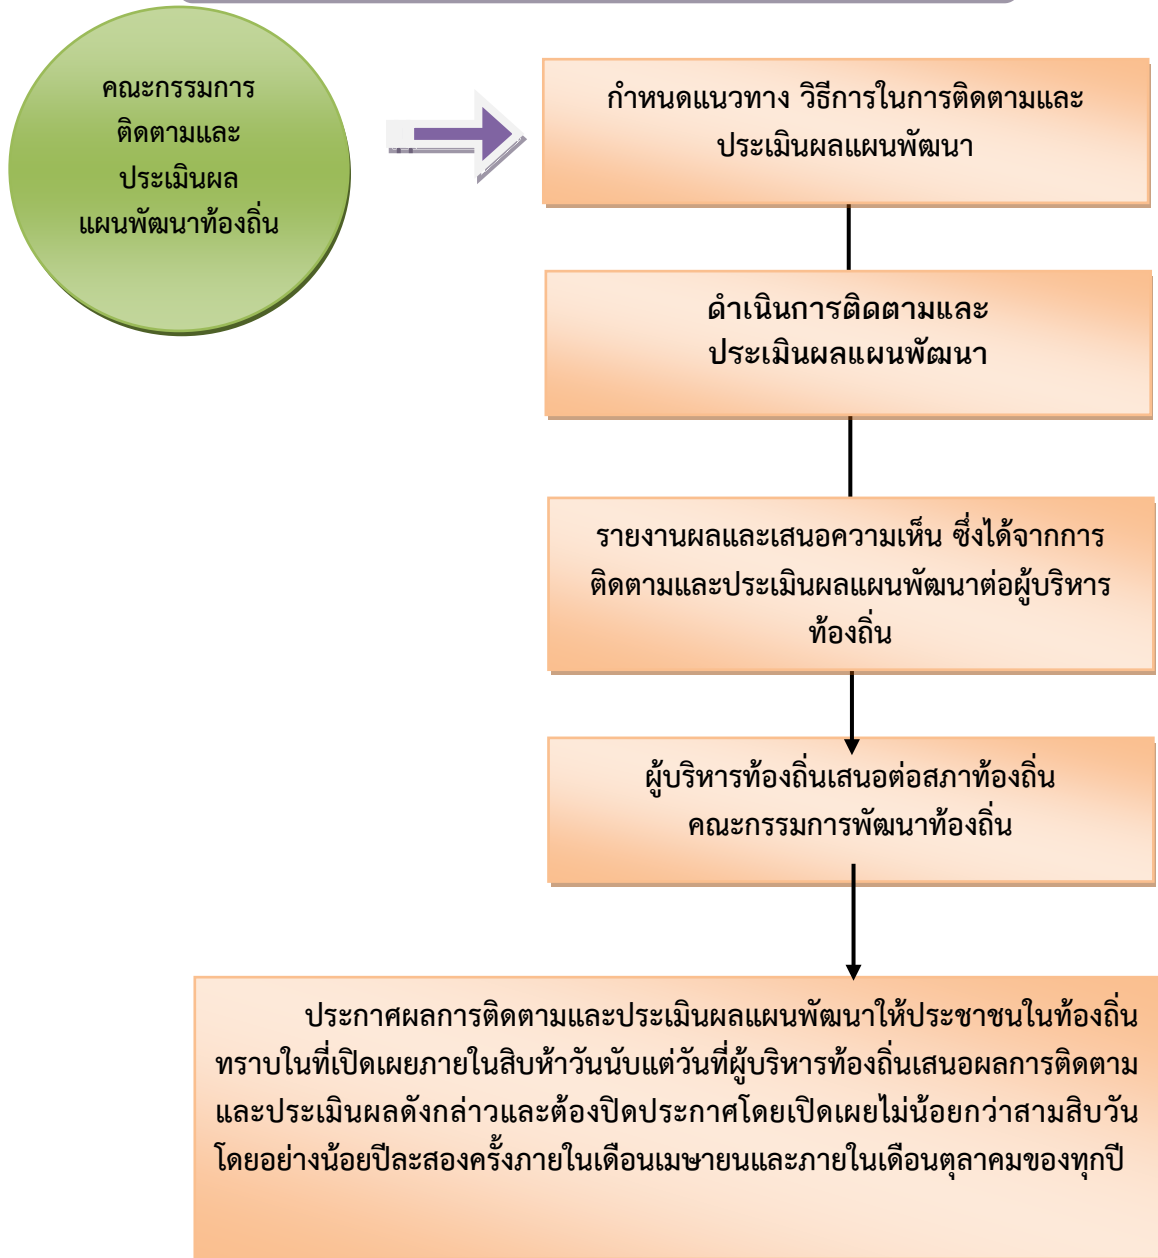 คณะกรรมการ
ติดตามและ
ประเมินผล
แผนพัฒนาท้องถิ่น
กำหนดแนวทาง วิธีการในการติดตามและ
ประเมินผลแผนพัฒนา
ดำเนินการติดตามและ
ประเมินผลแผนพัฒนา
รายงานผลและเสนอความเห็น ซึ่งได้จากการ
ติดตามและประเมินผลแผนพัฒนาต่อผู้บริหาร
ท้องถิ่น
ผู้บริหารท้องถิ่นเสนอต่อสภาท้องถิ่น
คณะกรรมการพัฒนาท้องถิ่น
ประกาศผลการติดตามและประเมินผลแผนพัฒนาให้ประชาชนในท้องถิ่น
ทราบในที่เปิดเผยภายในสิบห้าวันนับแต่วันที่ผู้บริหารท้องถิ่นเสนอผลการติดตาม
และประเมินผลดังกล่าวและต้องปิดประกาศโดยเปิดเผยไม่น้อยกว่าสามสิบวัน
โดยอย่างน้อยปีละสองครั้งภายในเดือนเมษายนและภายในเดือนตุลาคมของทุกปี